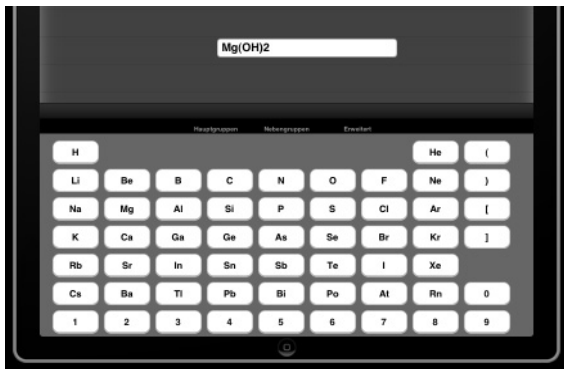 Mg(OH)2
Hauptgruppen Nebengruppen Erweitert
H He (
Li Be B C N O F Ne )
Na Mg Al Si P S Cl Ar [
K Ca Ga Ge As Se Br Kr ]
Rb Sr In Sn Sb Te I Xe
Cs Ba Tl Pb Bi Po At Rn 0
1 2 3 4 5 6 7 8 9